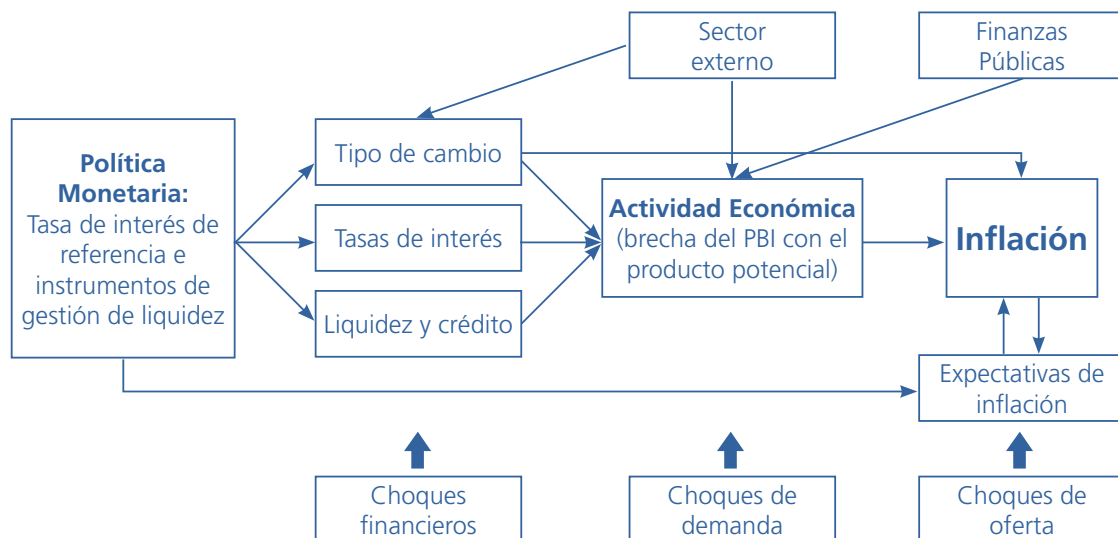 Sector
externo
Finanzas
Públicas
Política
Monetaria:
Tasa de interés de
referencia e
instrumentos de
gestión de liquidez
Tipo de cambio
Tasas de interés
Liquidez y crédito
Actividad Económica
(brecha del PBI con el
producto potencial)
Inflación
Expectativas de
inflación
Choques
financieros
Choques de
demanda
Choques de
oferta